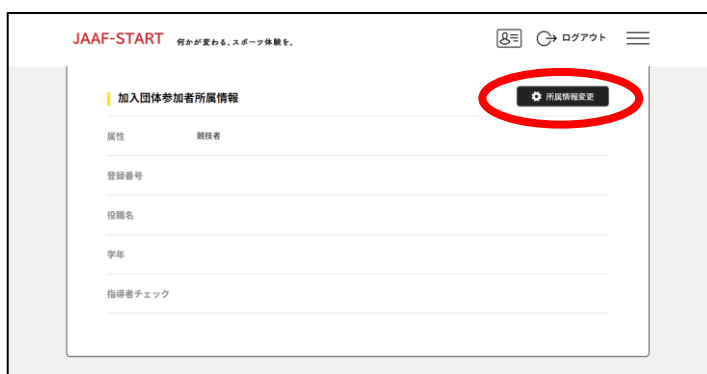 JAAF-START 何かが変わる、スポーツ体験を。 ログアウト
加入団体参加者所属情報 所属情報変更
属性 競技者
登録番号
役職名
学年
指導者チェック